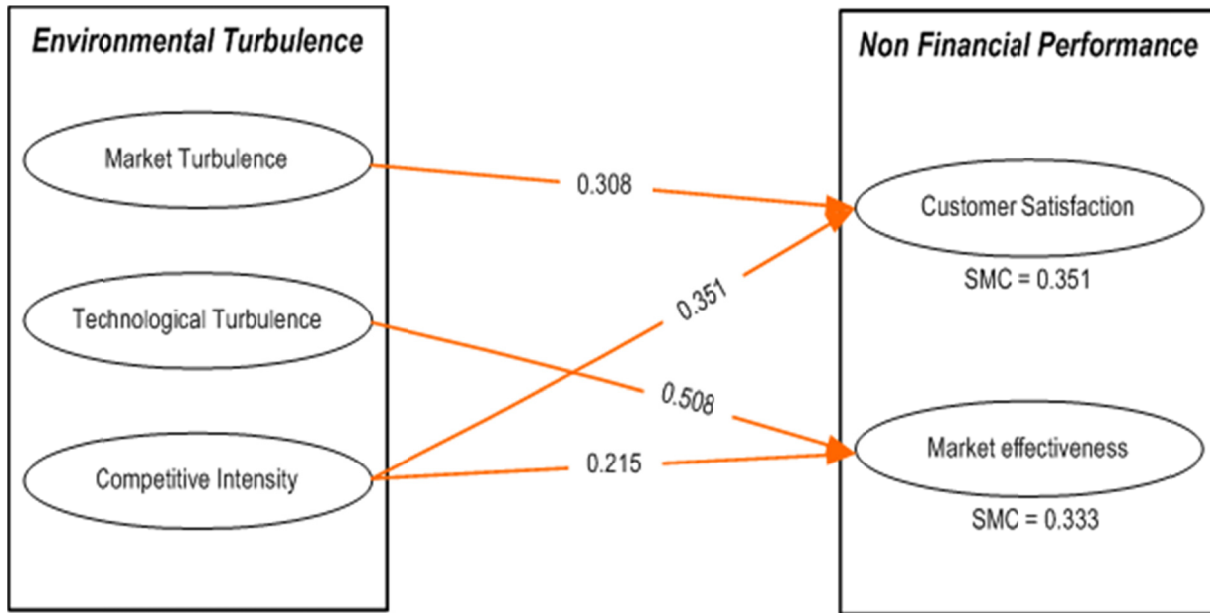 Environmental Turbulence
Market Turbulence
Technological Turbulence
Competitive Intensity
0.308
0.351
0.508
0.215
Non Financial Performance
Customer Satisfaction
SMC = 0.351
Market effectiveness
SMC = 0.333